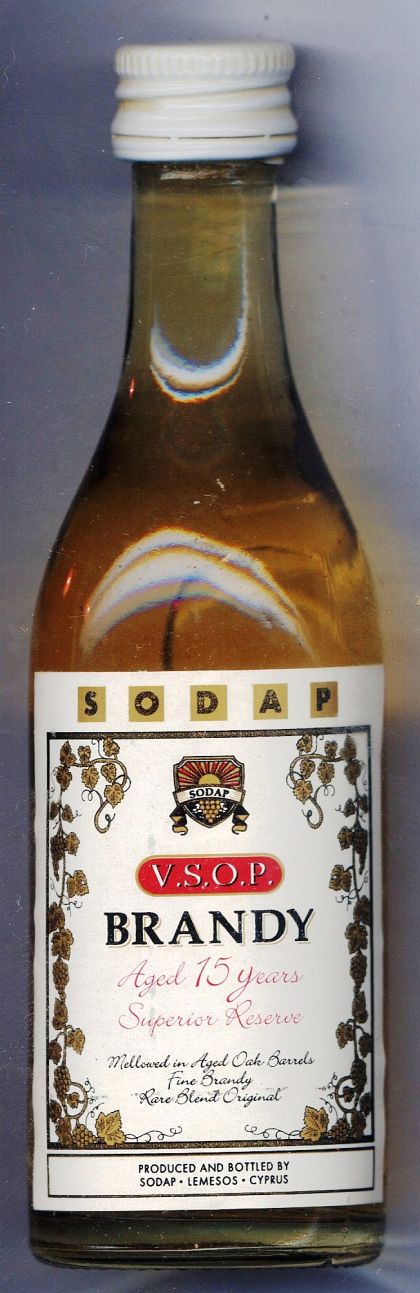 SODAP
SODAP
V.S.O.P.
BRANDY
Aged 15 years
Superior Reserve
Mellowed in Aged Oak Barrels
Fine Brandy
Rare Blend Original
PRODUCED AND BOTTLED BY
SODAP • LEMESOS • CYPRUS